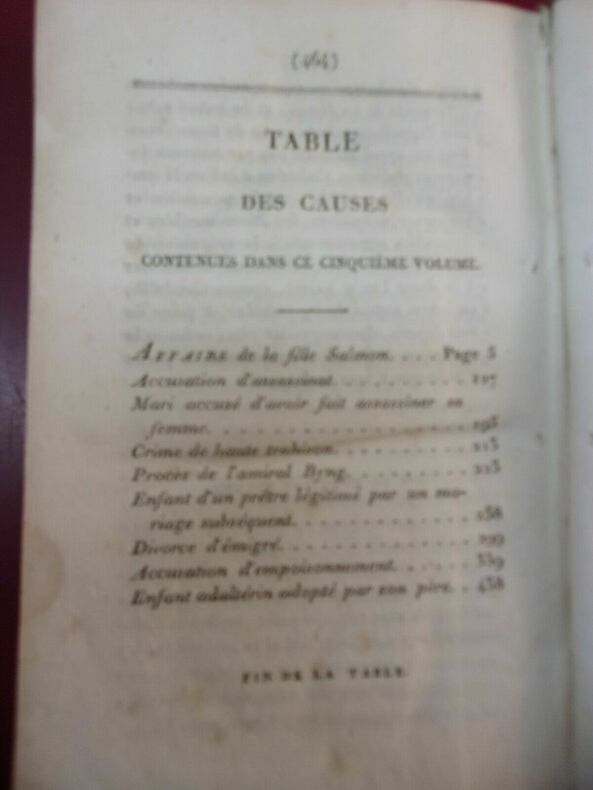 (464)
TABLE
DES CAUSES
CONTENUES DANS CE CINQUIÈME VOLUME.
AFFAIRE de la fille Salmon. . . . Page 5
Accusation d'assassinat. . . . . . . . . . 127
Mari accusé d'avoir fait assassiner sa
femme. . . . . . . . . . . . . . . . . 195
Crime de haute trahison. . . . . . . . . . 213
Procès de l'amiral Byng. . . . . . . . . 223
Enfant d'un prêtre légitimé par un ma-
riage subséquent. . . . . . . . . . . . 258
Divorce d'émigré. . . . . . . . . . . . . 299
Accusation d'empoisonnement. . . . . . 339
Enfant adultérin adopté par son père. . 438
FIN DE LA TABLE.